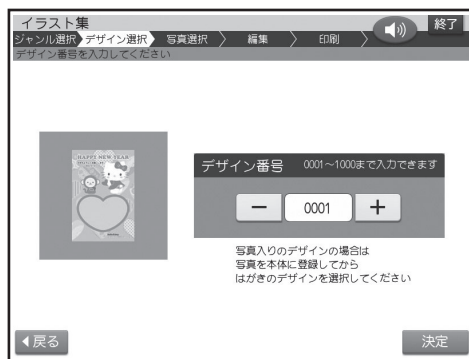 イラスト集
終了
ジャンル選択 デザイン選択 写真選択 編集 印刷
デザイン番号を入力してください
HAPPY NEW YEAR
デザイン番号 0001～1000まで入力できます
− 0001 +
写真入りのデザインの場合は
写真を本体に登録してから
はがきのデザインを選択してください
戻る
決定